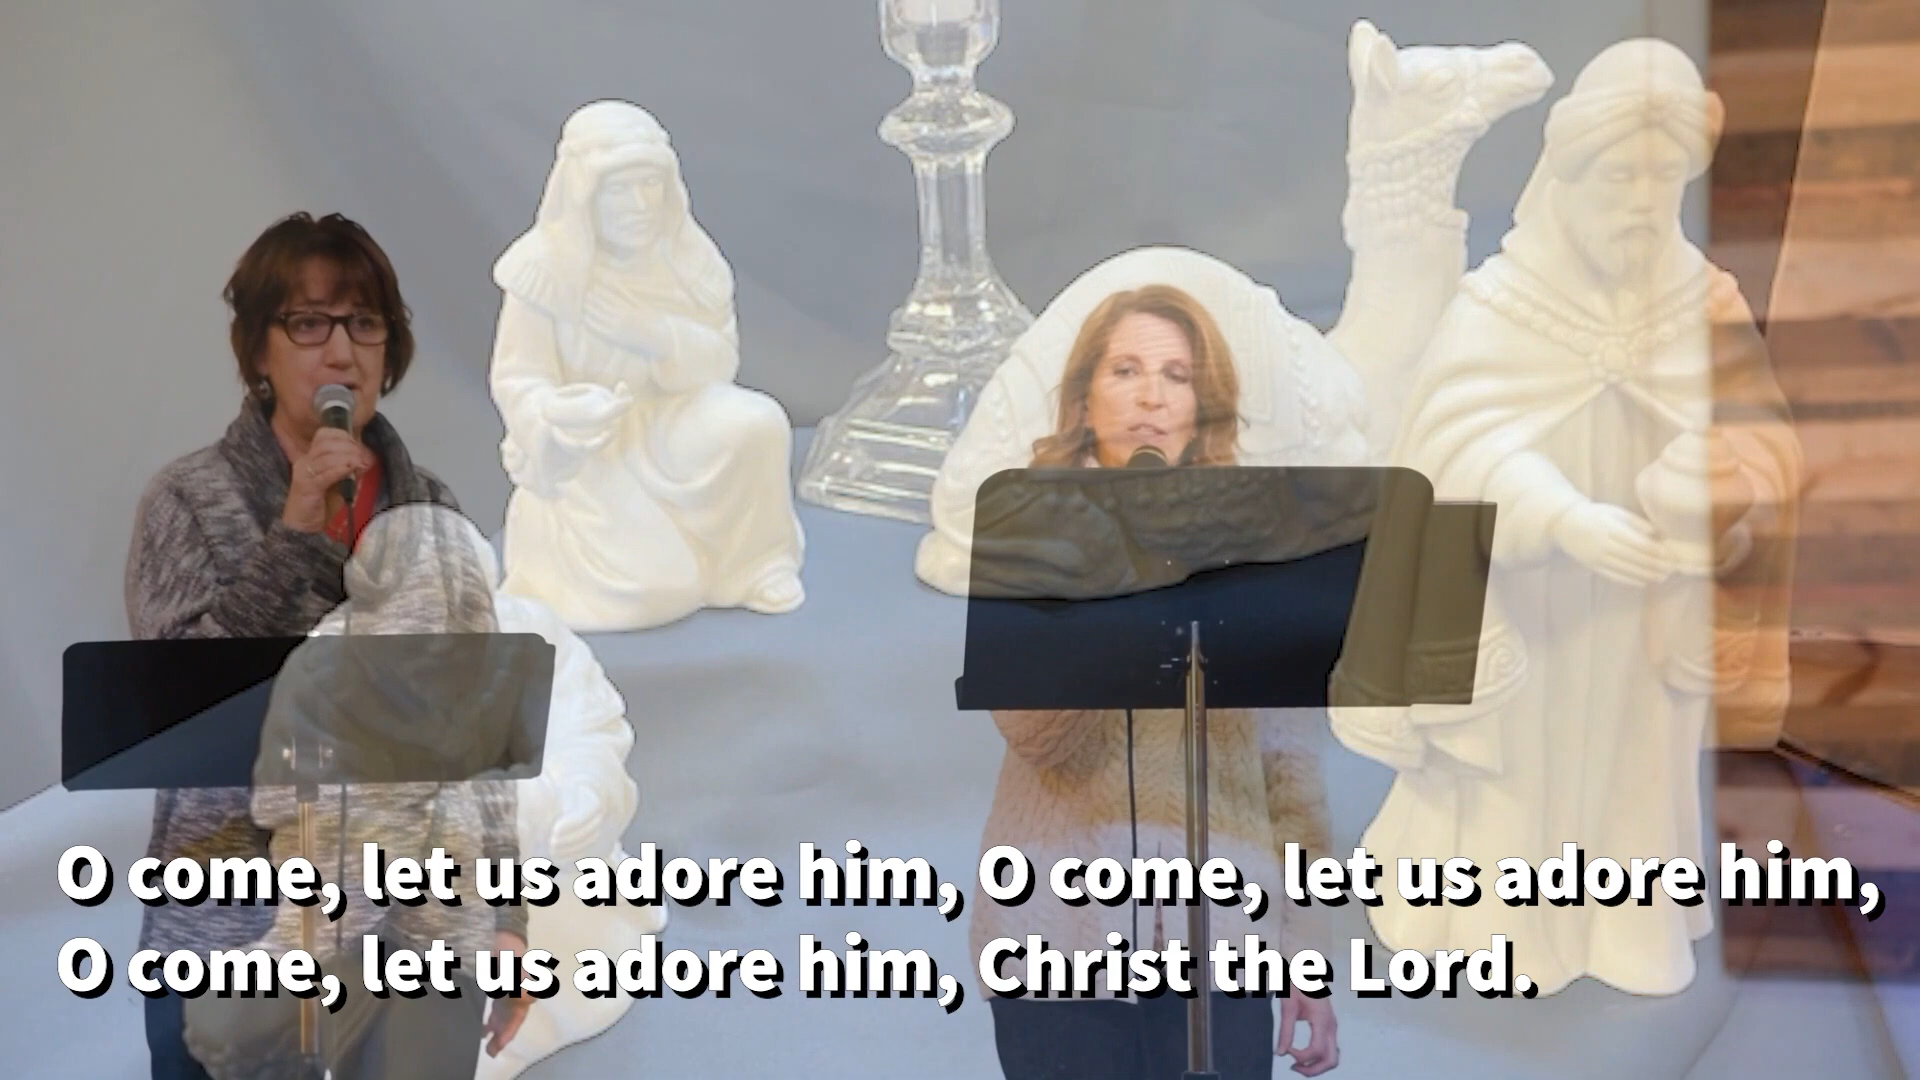 O come, let us adore him, O come, let us adore him,
O come, let us adore him, Christ the Lord.